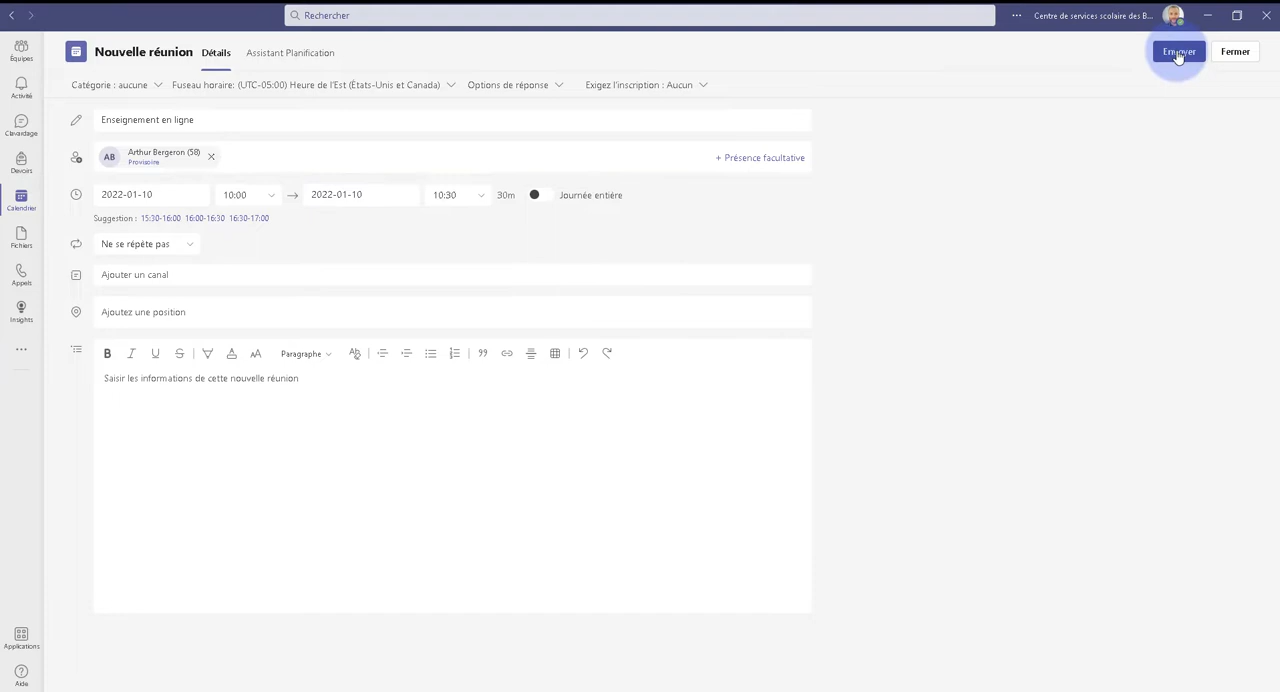 Rechercher
Centre de services scolaire des B...
Équipes
Activité
Clavardage
Devoirs
Calendrier
Fichiers
Appels
Insights
Applications
Aide
Nouvelle réunion Détails Assistant Planification
Envoyer Fermer
Catégorie : aucune Fuseau horaire: (UTC-05:00) Heure de l'Est (États-Unis et Canada) Options de réponse Exigez l'inscription : Aucun
Enseignement en ligne
AB Arthur Bergeron (58)
Provisoire
+ Présence facultative
2022-01-10 10:00 → 2022-01-10 10:30 30m Journée entière
Suggestion : 15:30-16:00 16:00-16:30 16:30-17:00
Ne se répète pas
Ajouter un canal
Ajoutez une position
B I U S AA Paragraphe
Saisir les informations de cette nouvelle réunion